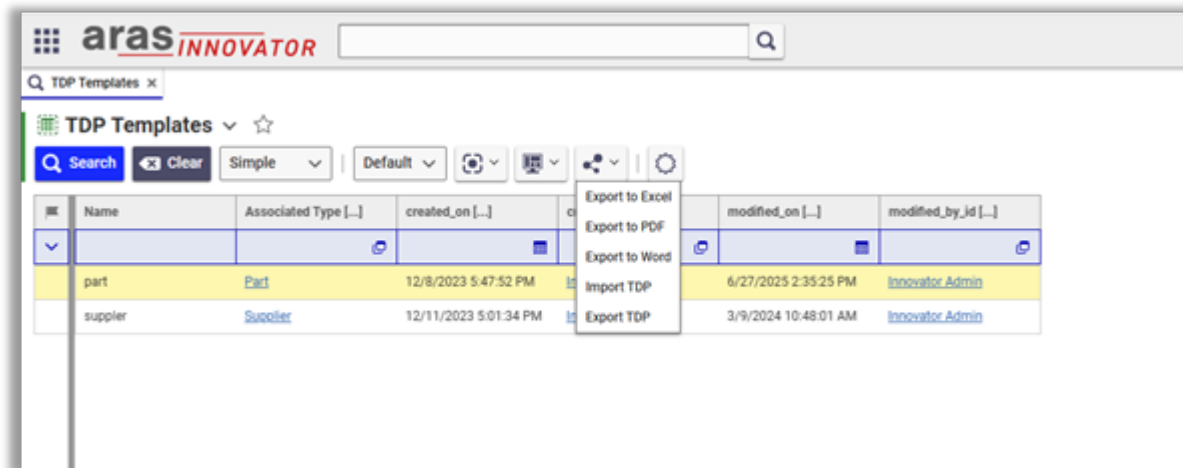 aras INNOVATOR
TDP Templates ×
TDP Templates
Search Clear Simple Default
Export to Excel
Export to PDF
Export to Word
Import TDP
Export TDP
Name Associated Type [...] created_on [...] modified_on [...] modified_by_id [...]
part Part 12/8/2023 5:47:52 PM 6/27/2025 2:35:25 PM Innovator Admin
suppler Supplier 12/11/2023 5:01:34 PM 3/9/2024 10:48:01 AM Innovator Admin